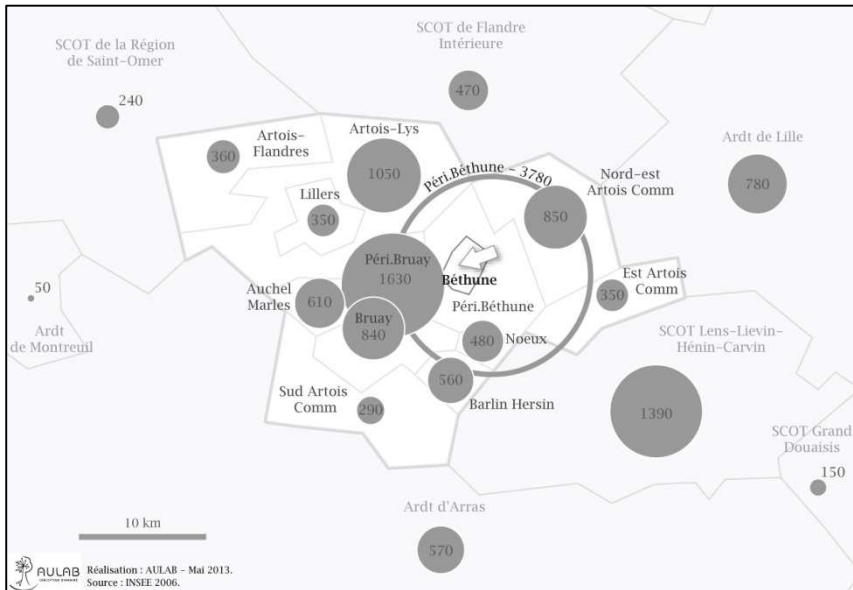 SCOT de la Région
de Saint-Omer
240
SCOT de Flandre
Intérieure
470
Ardt de Lille
780
Artois-
Flandres
360
Artois-Lys
1050
Péri.Béthune - 3780
Nord-est
Artois Comm
850
Lillers
350
Péri.Bruay
1630
Béthune
Est Artois
Comm
350
50
Ardt
de Montreuil
Auchel
Marles
610
Bruay
840
Péri.Béthune
480
Noeux
SCOT Lens-Lievin-
Hénin-Carvin
1390
Sud Artois
Comm
290
560
Barlin Hersin
SCOT Grand
Douaisis
150
Ardt d'Arras
570
10 km
AULAB
Réalisation : AULAB - Mai 2013.
Source : INSEE 2006.